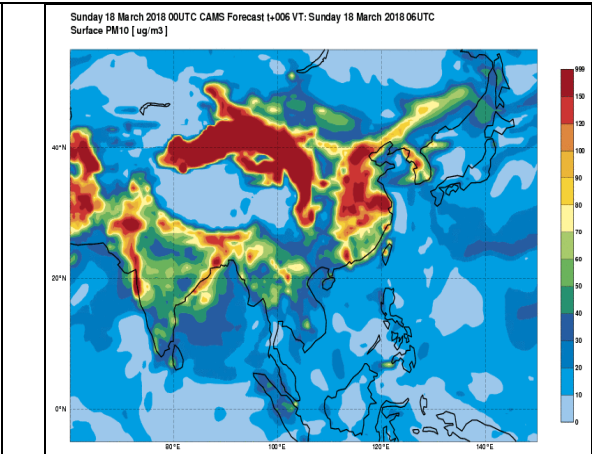 Sunday 18 March 2018 00UTC CAMS Forecast t+006 VT: Sunday 18 March 2018 06UTC
Surface PM10 [ ug/m3 ]
999
150
120
100
90
80
70
60
50
40
30
20
10
0
40°N
20°N
0°N
80°E
100°E
120°E
140°E